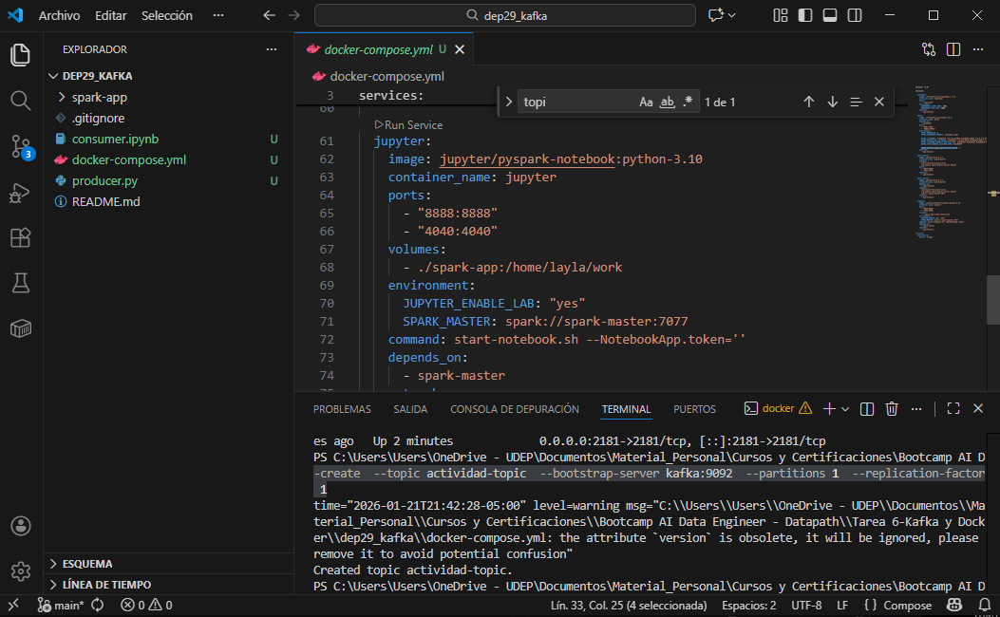 Archivo Editar Selección ··· dep29_kafka
EXPLORADOR ···
DEP29_KAFKA
spark-app
.gitignore
consumer.ipynb U
docker-compose.yml U
producer.py U
README.md
ESQUEMA
LÍNEA DE TIEMPO
docker-compose.yml U
docker-compose.yml
topi Aa ab .* 1 de 1
3 services:
60
Run Service
61 jupyter:
62 image: jupyter/pyspark-notebook:python-3.10
63 container_name: jupyter
64 ports:
65 - "8888:8888"
66 - "4040:4040"
67 volumes:
68 - ./spark-app:/home/layla/work
69 environment:
70 JUPYTER_ENABLE_LAB: "yes"
71 SPARK_MASTER: spark://spark-master:7077
72 command: start-notebook.sh --NotebookApp.token=''
73 depends_on:
74 - spark-master
PROBLEMAS SALIDA CONSOLA DE DEPURACIÓN TERMINAL PUERTOS docker
es ago Up 2 minutes 0.0.0.0:2181->2181/tcp, [::]:2181->2181/tcp
PS C:\Users\Users\OneDrive - UDEP\Documentos\Material_Personal\Cursos y Certificaciones\Bootcamp AI D
-create --topic actividad-topic --bootstrap-server kafka:9092 --partitions 1 --replication-factor
1
time="2026-01-21T21:42:28-05:00" level=warning msg="C:\\Users\\Users\\OneDrive - UDEP\\Documentos\\Ma
terial_Personal\\Cursos y Certificaciones\\Bootcamp AI Data Engineer - Datapath\\Tarea 6-Kafka y Dock
er\\dep29_kafka\\docker-compose.yml: the attribute `version` is obsolete, it will be ignored, please
remove it to avoid potential confusion"
Created topic actividad-topic.
PS C:\Users\Users\OneDrive - UDEP\Documentos\Material_Personal\Cursos y Certificaciones\Bootcamp AI D
3
main* 0 0 Lín. 33, Col. 25 (4 seleccionada) Espacios: 2 UTF-8 LF { } Compose